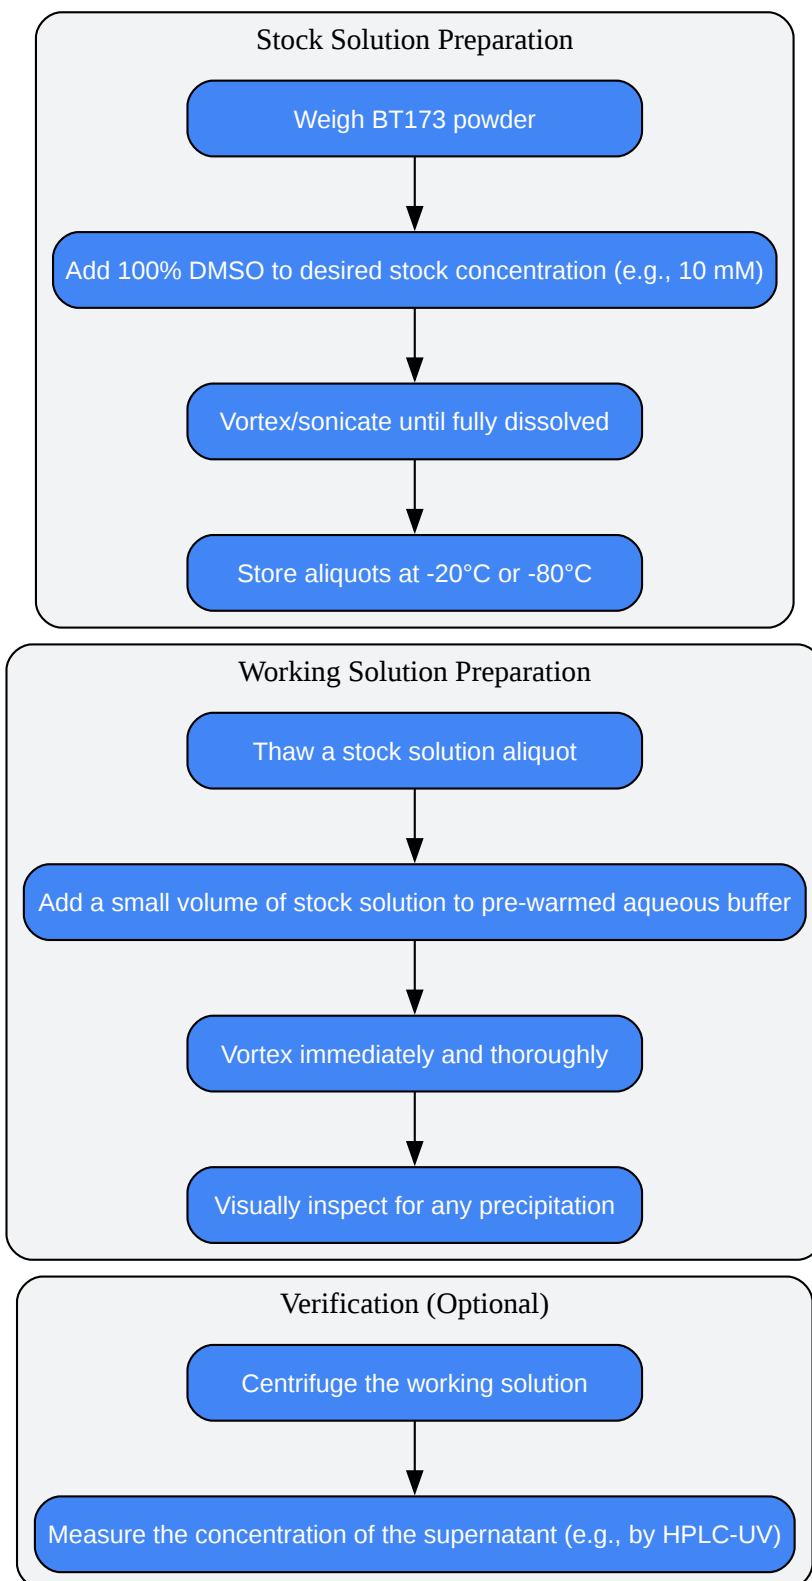 Stock Solution Preparation
Weigh BT173 powder
Add 100% DMSO to desired stock concentration (e.g., 10 mM)
Vortex/sonicate until fully dissolved
Store aliquots at -20°C or -80°C
Working Solution Preparation
Thaw a stock solution aliquot
Add a small volume of stock solution to pre-warmed aqueous buffer
Vortex immediately and thoroughly
Visually inspect for any precipitation
Verification (Optional)
Centrifuge the working solution
Measure the concentration of the supernatant (e.g., by HPLC-UV)